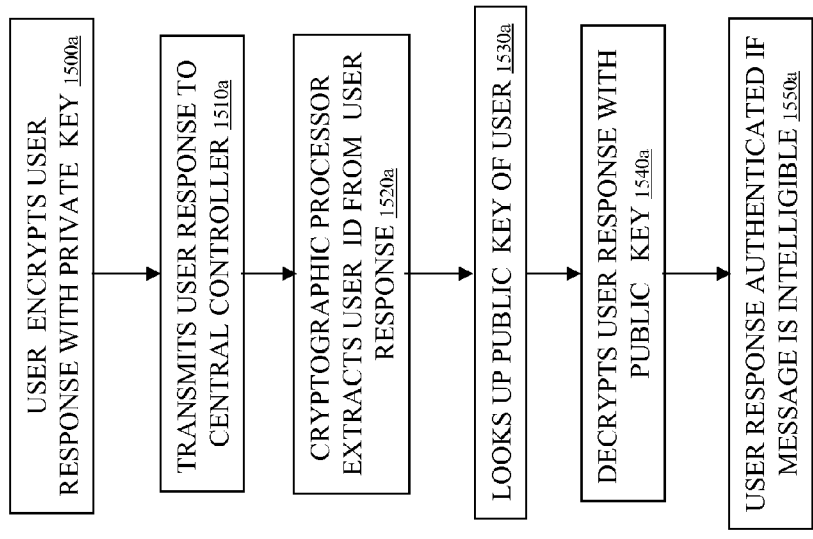 USER ENCRYPTS USER
RESPONSE WITH PRIVATE KEY 1500a
TRANSMITS USER RESPONSE TO
CENTRAL CONTROLLER 1510a
CRYPTOGRAPHIC PROCESSOR
EXTRACTS USER ID FROM USER
RESPONSE 1520a
LOOKS UP PUBLIC KEY OF USER 1530a
DECRYPTS USER RESPONSE WITH
PUBLIC KEY 1540a
USER RESPONSE AUTHENTICATED IF
MESSAGE IS INTELLIGIBLE 1550a